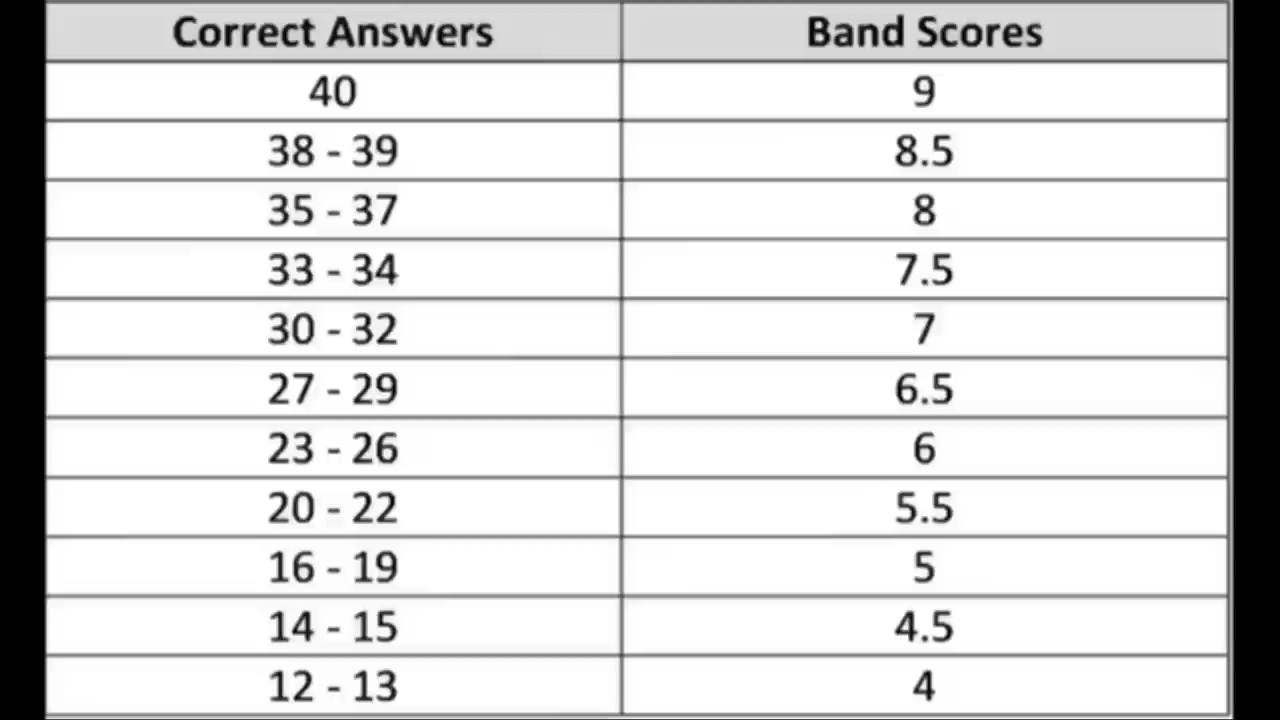 Correct Answers Band Scores
40 9
38 - 39 8.5
35 - 37 8
33 - 34 7.5
30 - 32 7
27 - 29 6.5
23 - 26 6
20 - 22 5.5
16 - 19 5
14 - 15 4.5
12 - 13 4